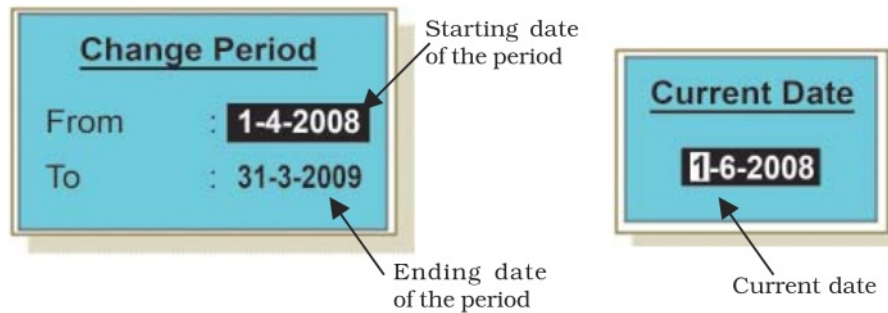 Change Period
From : 1-4-2008
To : 31-3-2009
Starting date
of the period
Ending date
of the period
Current Date
1-6-2008
Current date